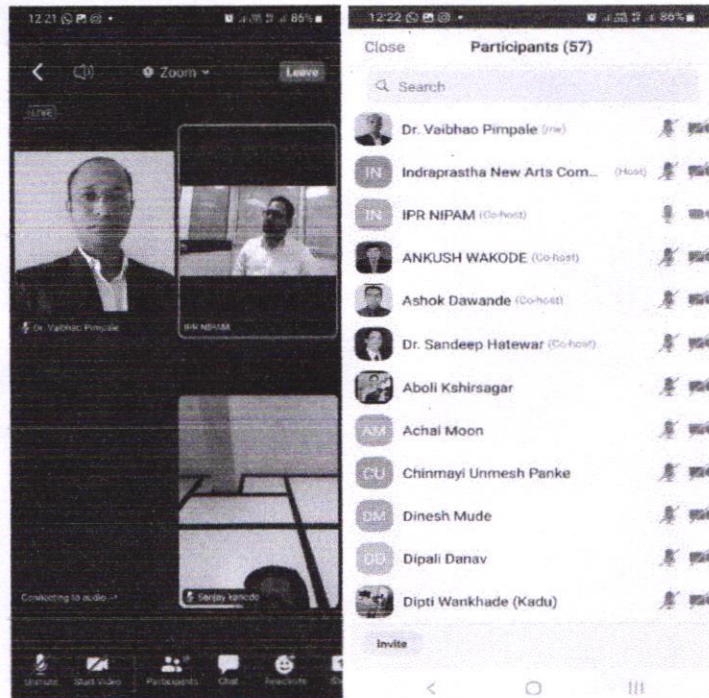 12:21
86%
Zoom
Leave
LIVE
Dr. Vaibhao Pimpale
IPR NIPAM
Connecting to audio
Sanjay
Unmute
Start Video
Participants
Chat
Reactions
12:22
86%
Close
Participants (57)
Search
Dr. Vaibhao Pimpale (me)
IN
Indraprastha New Arts Com... (Host)
IN
IPR NIPAM (Co-host)
ANKUSH WAKODE (Co-host)
Ashok Dawande (Co-host)
Dr. Sandeep Hatewar (Co-host)
Aboli Kshirsagar
AM
Achal Moon
CU
Chinmayi Unmesh Panke
DM
Dinesh Mude
DD
Dipali Danav
Dipti Wankhade (Kadu)
Invite